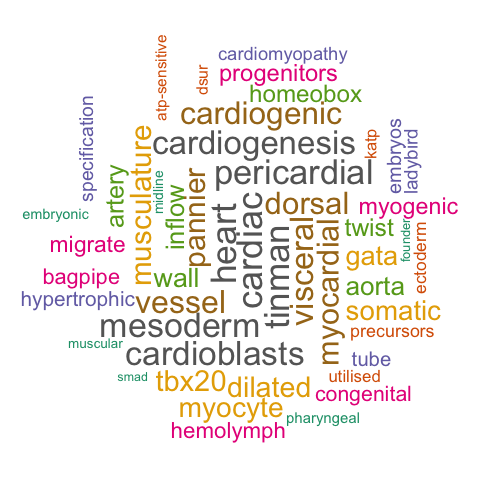 cardiomyopathy
atp-sensitive
dsur
progenitors
homeobox
cardiogenic
specification
musculature
cardiogenesis
katp
embryos
ladybird
pericardial
artery
midline
inflow
pannier
dorsal
myogenic
embryonic
heart
cardiac
tinman
visceral
myocardial
twist
founder
ectoderm
migrate
gata
bagpipe
wall
aorta
hypertrophic
vessel
somatic
mesoderm
precursors
muscular
cardioblasts
tube
smad
tbx20
dilated
utilised
congenital
myocyte
pharyngeal
hemolymph